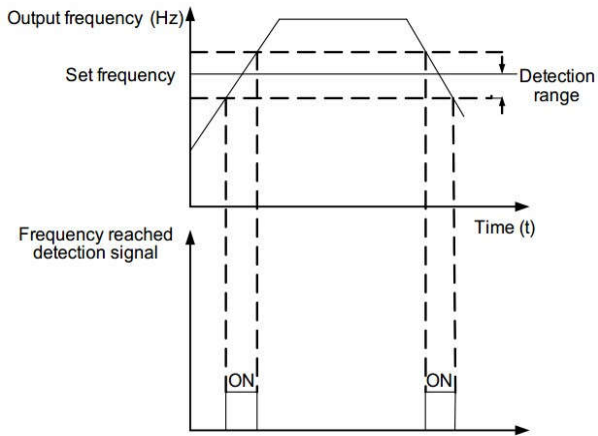 Output frequency (Hz)
Set frequency
Detection
range
Time (t)
Frequency reached
detection signal
ON
ON